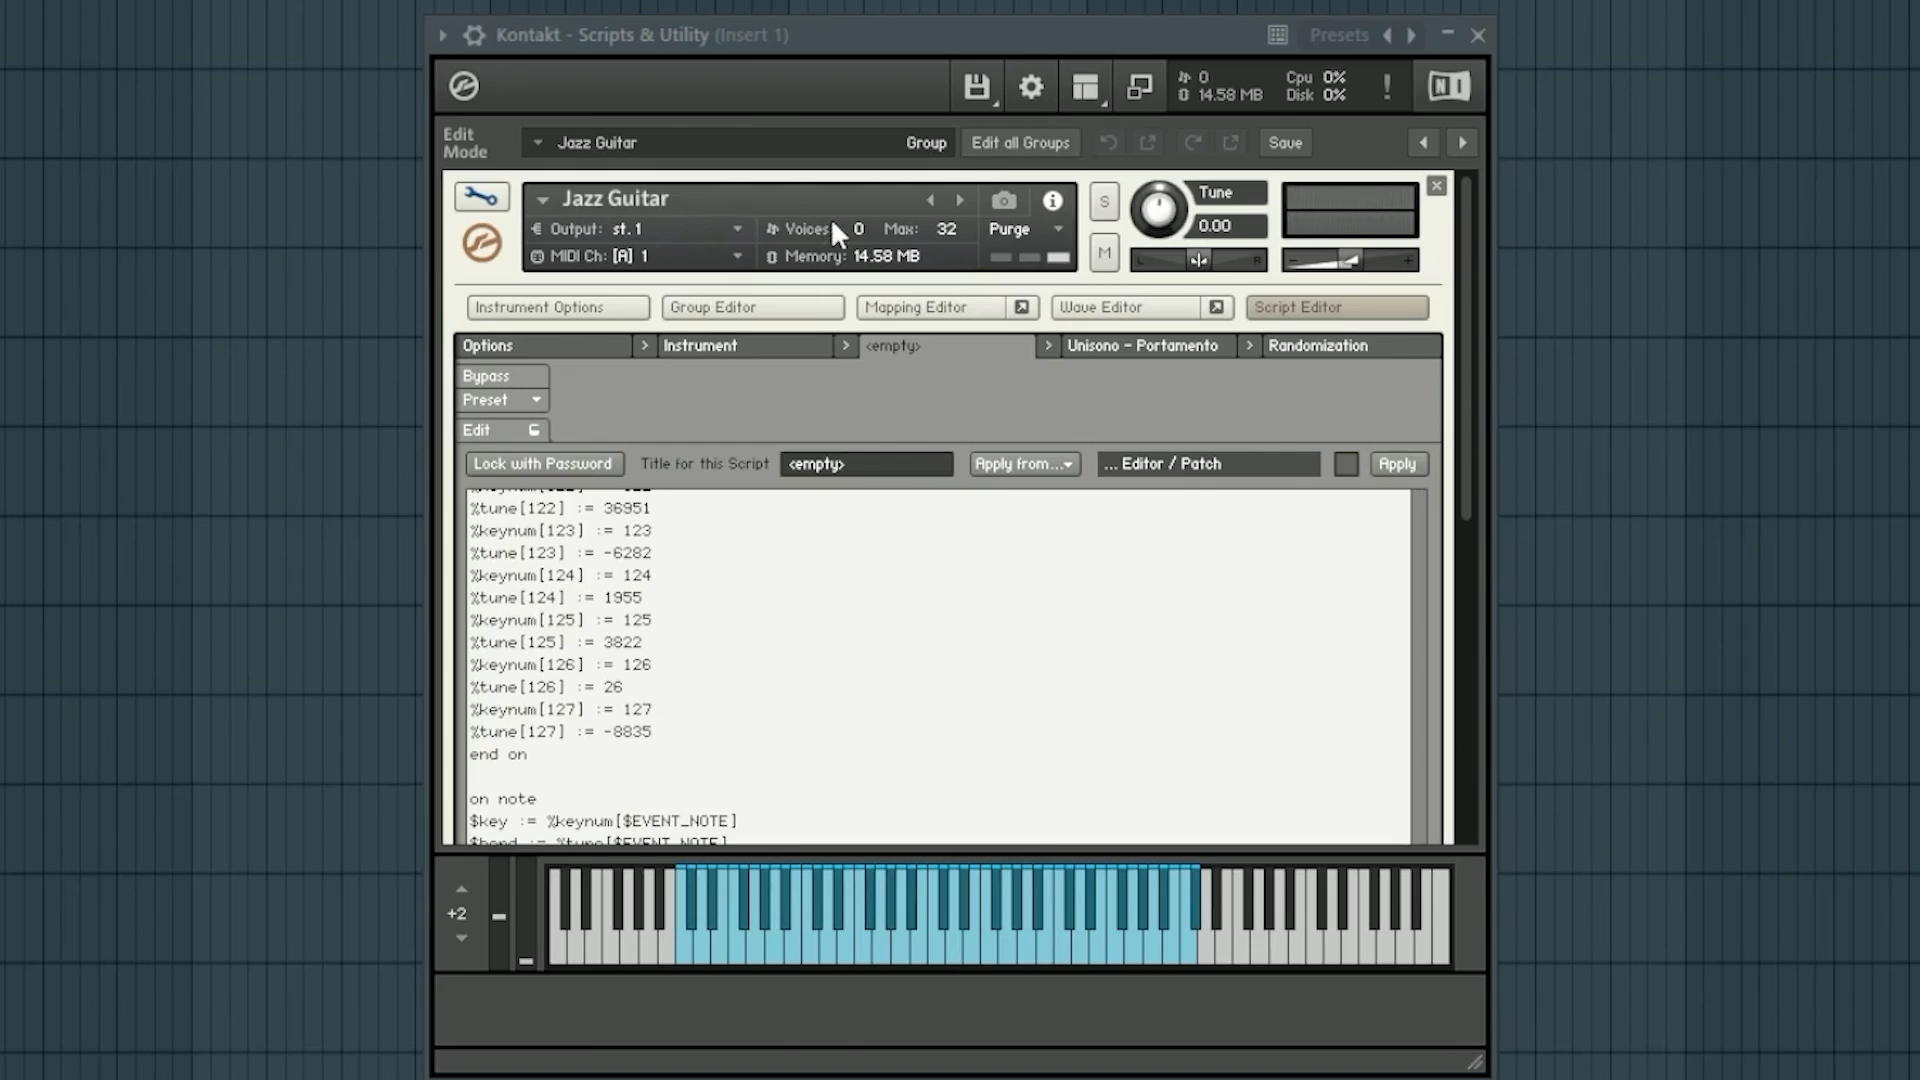 Kontakt - Scripts & Utility (Insert 1)
Presets
0
14.58 MB
Cpu 0%
Disk 0%
!
NI
Edit Mode
Jazz Guitar
Group
Edit all Groups
Save
Jazz Guitar
Output: st.1
Voices: 0 Max: 32
Purge
MIDI Ch: [A] 1
Memory: 14.58 MB
S
M
Tune
0.00
L
R
Instrument Options
Group Editor
Mapping Editor
Wave Editor
Script Editor
Options
Instrument
<empty>
Unisono - Portamento
Randomization
Bypass
Preset
Edit
Lock with Password
Title for this Script
<empty>
Apply from...
... Editor / Patch
Apply
%tune[122] := 36951
%keynum[123] := 123
%tune[123] := -6282
%keynum[124] := 124
%tune[124] := 1955
%keynum[125] := 125
%tune[125] := 3822
%keynum[126] := 126
%tune[126] := 26
%keynum[127] := 127
%tune[127] := -8835
end on
on note
$key := %keynum[$EVENT_NOTE]
$bend := %tune[$EVENT_NOTE]
+2